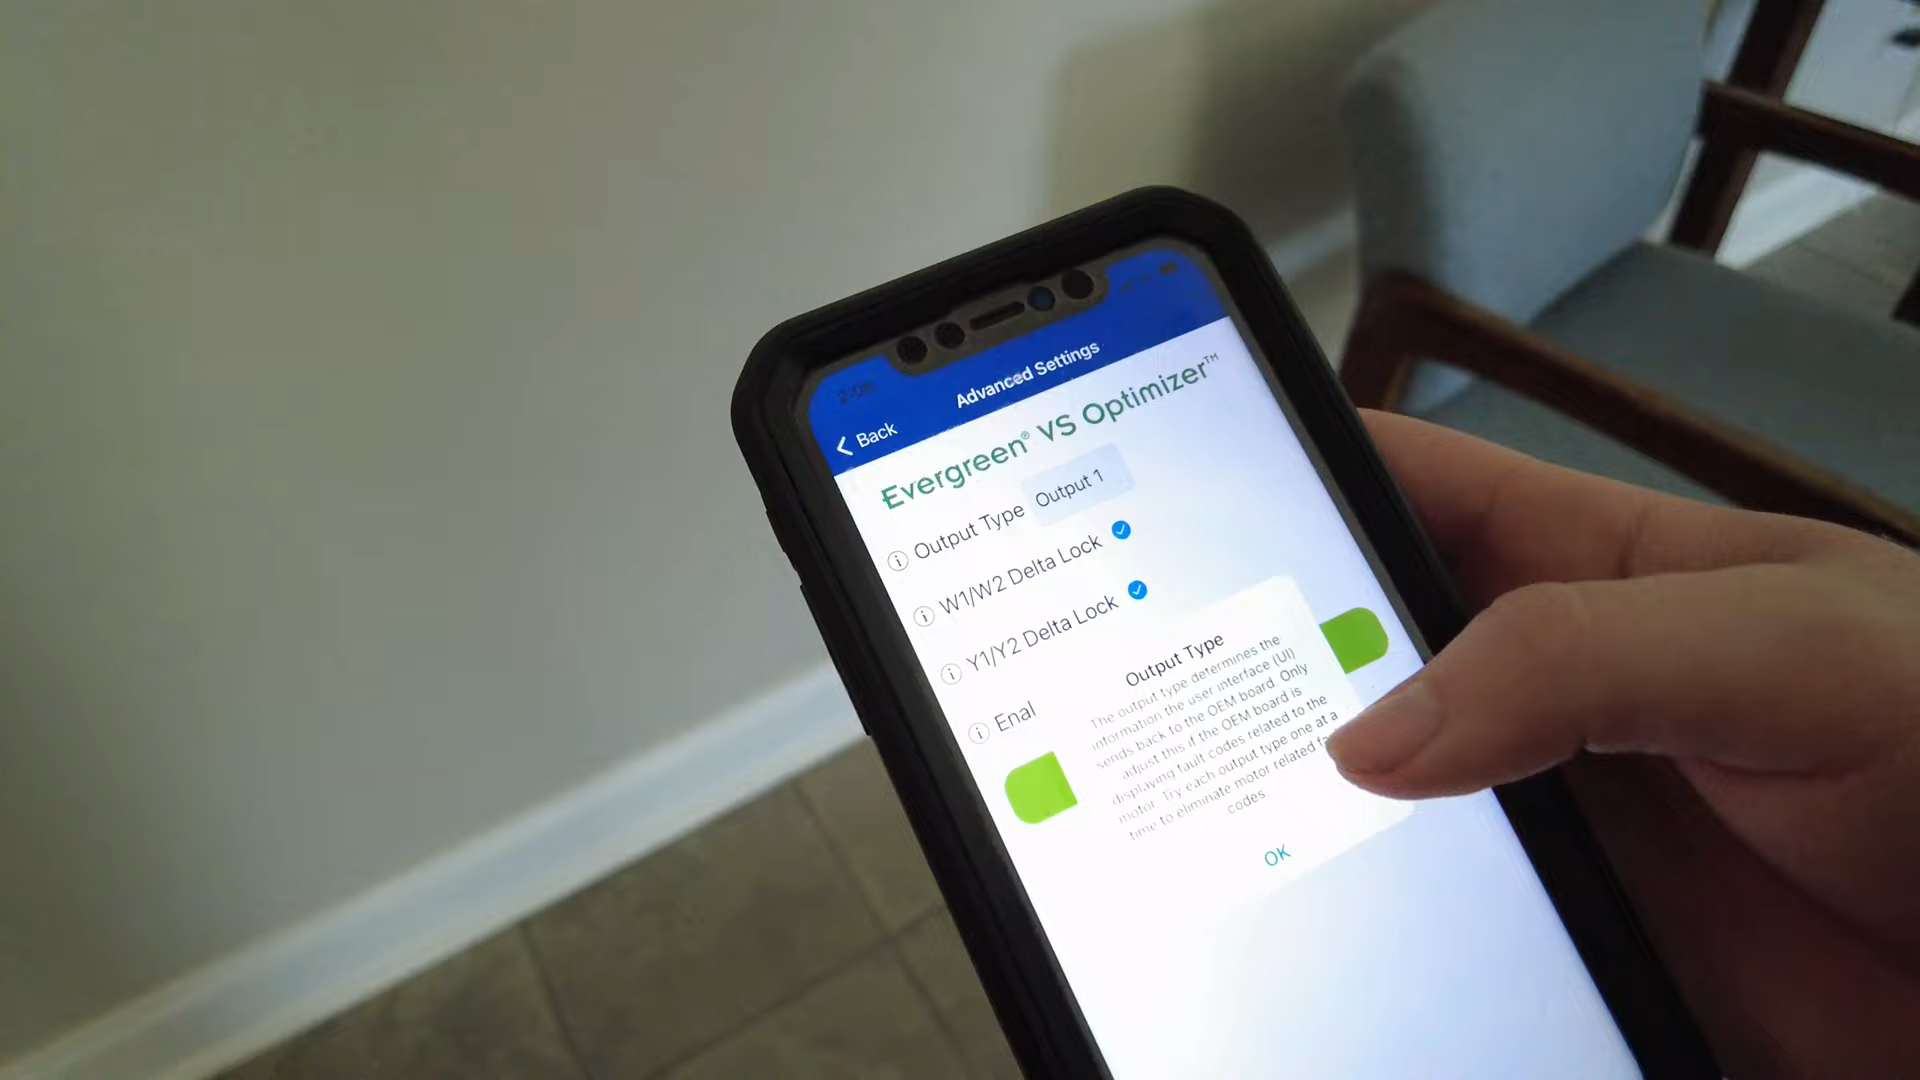 Advanced Settings
Back
Evergreen® VS Optimizer™
Output Type Output 1
W1/W2 Delta Lock
Y1/Y2 Delta Lock
Enal
Output Type
The output type determines the
information the user interface (UI)
sends back to the OEM board. Only
adjust this if the OEM board is
displaying fault codes related to the
motor. Try each output type one at a
time to eliminate motor related
codes.
OK